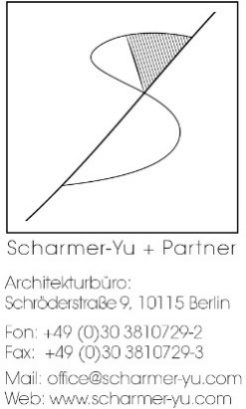 Scharmer-Yu + Partner
Architekturbüro:
Schröderstraße 9, 10115 Berlin
Fon: +49 (0)30 3810729-2
Fax: +49 (0)30 3810729-3
Mail: office@scharmer-yu.com
Web: www.scharmer-yu.com